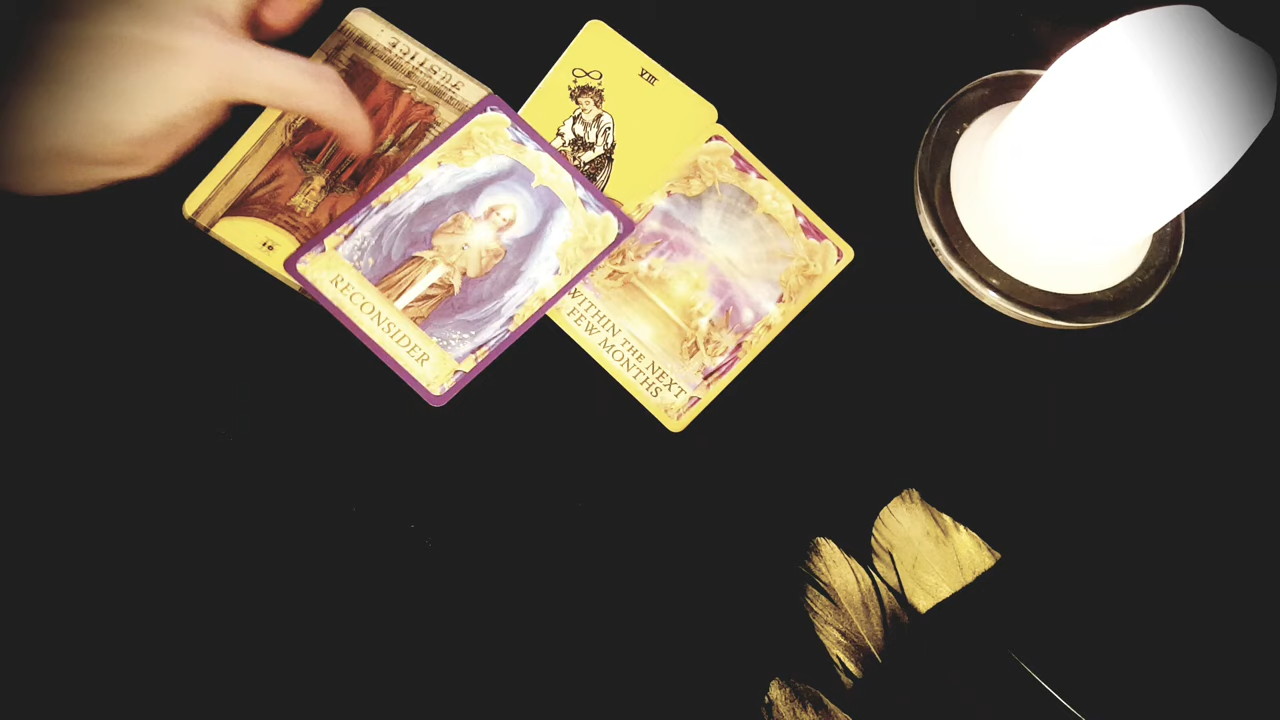 JUSTICE
VIII
RECONSIDER
WITHIN THE NEXT
FEW MONTHS